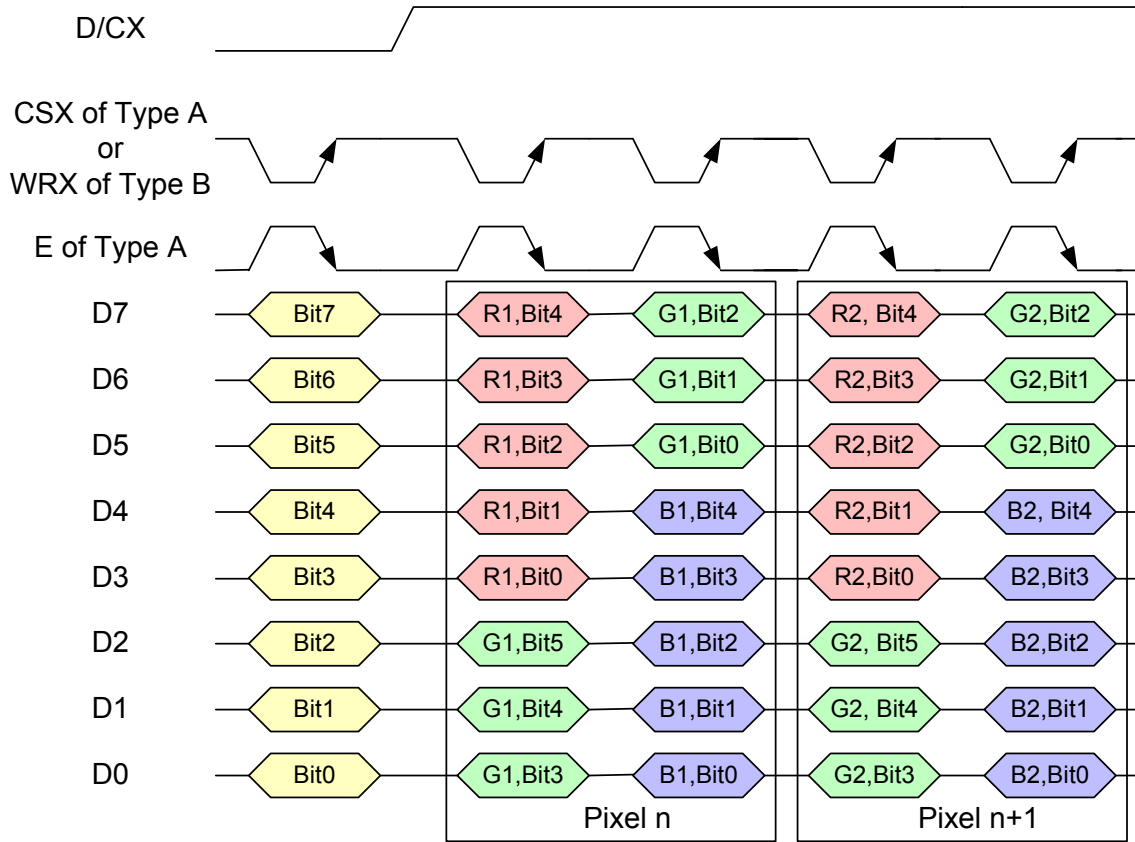 D/CX
CSX of Type A
or
WRX of Type B
E of Type A
D7 Bit7 R1,Bit4 G1,Bit2 R2, Bit4 G2,Bit2
D6 Bit6 R1,Bit3 G1,Bit1 R2,Bit3 G2,Bit1
D5 Bit5 R1,Bit2 G1,Bit0 R2,Bit2 G2,Bit0
D4 Bit4 R1,Bit1 B1,Bit4 R2,Bit1 B2, Bit4
D3 Bit3 R1,Bit0 B1,Bit3 R2,Bit0 B2,Bit3
D2 Bit2 G1,Bit5 B1,Bit2 G2, Bit5 B2,Bit2
D1 Bit1 G1,Bit4 B1,Bit1 G2, Bit4 B2,Bit1
D0 Bit0 G1,Bit3 B1,Bit0 G2,Bit3 B2,Bit0
Pixel n Pixel n+1